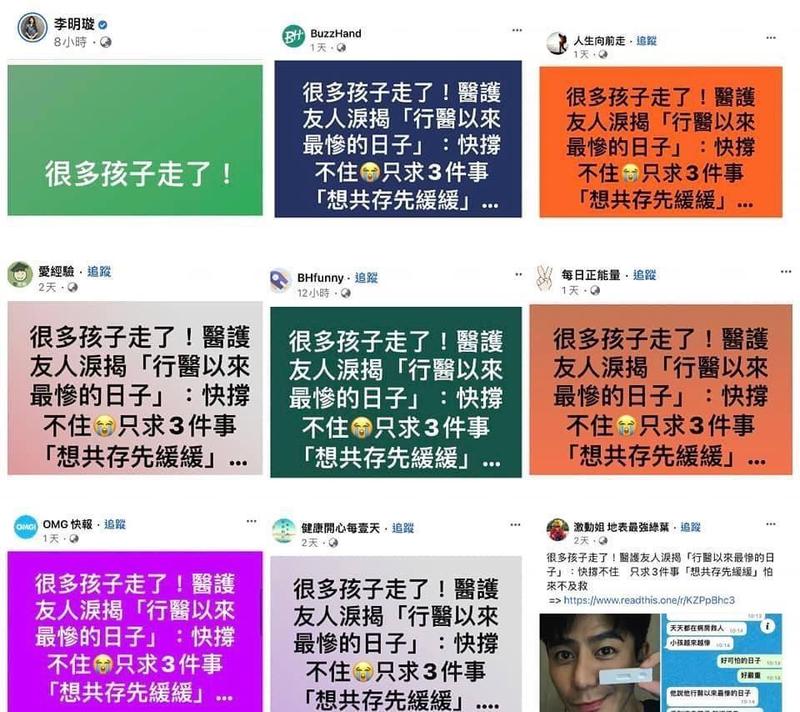 李明璇
8小時
很多孩子走了！
BuzzHand
1天
很多孩子走了！醫護
友人淚揭「行醫以來
最慘的日子」：快撐
不住😭只求3件事
「想共存先緩緩」...
人生向前走・追蹤
1天
很多孩子走了！醫護
友人淚揭「行醫以來
最慘的日子」：快撐
不住😭只求3件事
「想共存先緩緩」...
愛經驗・追蹤
2天
很多孩子走了！醫護
友人淚揭「行醫以來
最慘的日子」：快撐
不住😭只求3件事
「想共存先緩緩」...
BHfunny・追蹤
12小時
很多孩子走了！醫護
友人淚揭「行醫以來
最慘的日子」：快撐
不住😭只求3件事
「想共存先緩緩」...
每日正能量・追蹤
1天
很多孩子走了！醫護
友人淚揭「行醫以來
最慘的日子」：快撐
不住😭只求3件事
「想共存先緩緩」...
OMG 快報・追蹤
1天
很多孩子走了！醫護
友人淚揭「行醫以來
最慘的日子」：快撐
不住😭只求3件事
「想共存先緩緩」...
健康開心每壹天・追蹤
2天
很多孩子走了！醫護
友人淚揭「行醫以來
最慘的日子」：快撐
不住😭只求3件事
「想共存先緩緩」....
激動姐 地表最強綠葉・追蹤
2天
很多孩子走了！醫護友人淚揭「行醫以來最慘的日
子」：快撐不住 只求3件事「想共存先緩緩」怕
來不及救
=> https://www.readthis.one/r/KZPpBhc3
天天都在病房救人
10:14
小孩越來越慘
10:14
好可怕的日子
10:14
好嚴重
10:14
他說他行醫以來最慘的日子
10:14